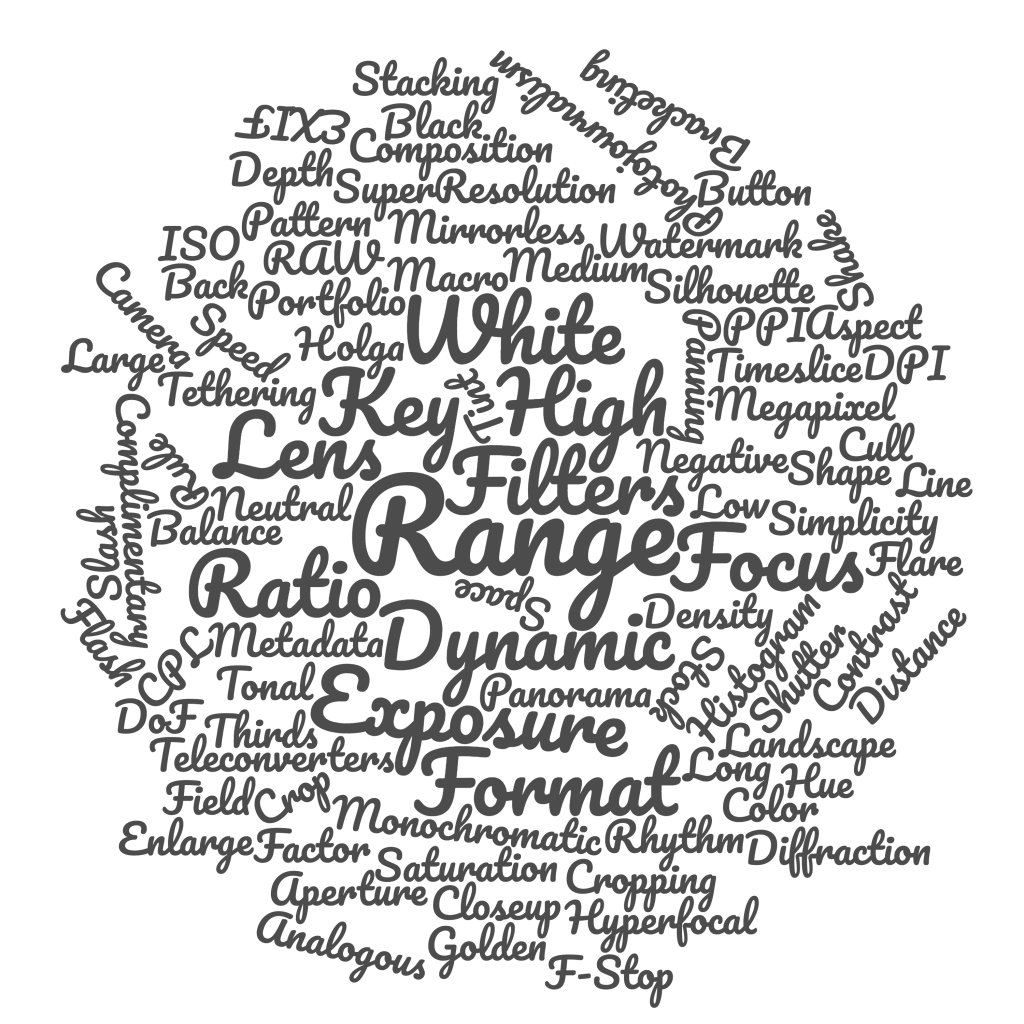 Stacking
Photojournalism
Bracketing
EXIF
Black
Composition
Depth
SuperResolution
Button
Pattern
Mirrorless
Watermark
Shake
ISO
RAW
Macro
Medium
Back
Portfolio
Silhouette
Camera
Speed
Holga
White
Panning
PPI
Aspect
Large
Tethering
Key
Tint
High
Timeslice
DPI
Megapixel
Complimentary
Rule
Lens
Filters
Negative
Shape
Cull
Line
Neutral
Range
Low
Simplicity
Splash
Balance
Focus
Flare
Ratio
Space
Density
Flash
CPL
Metadata
Dynamic
Stock
Histogram
Shutter
Contrast
Distance
Tonal
Exposure
Panorama
DoF
Thirds
Teleconverters
Format
Long
Landscape
Hue
Field
Crop
Monochromatic
Color
Enlarge
Factor
Rhythm
Diffraction
Saturation
Aperture
Closeup
Cropping
Hyperfocal
Analogous
Golden
F-Stop